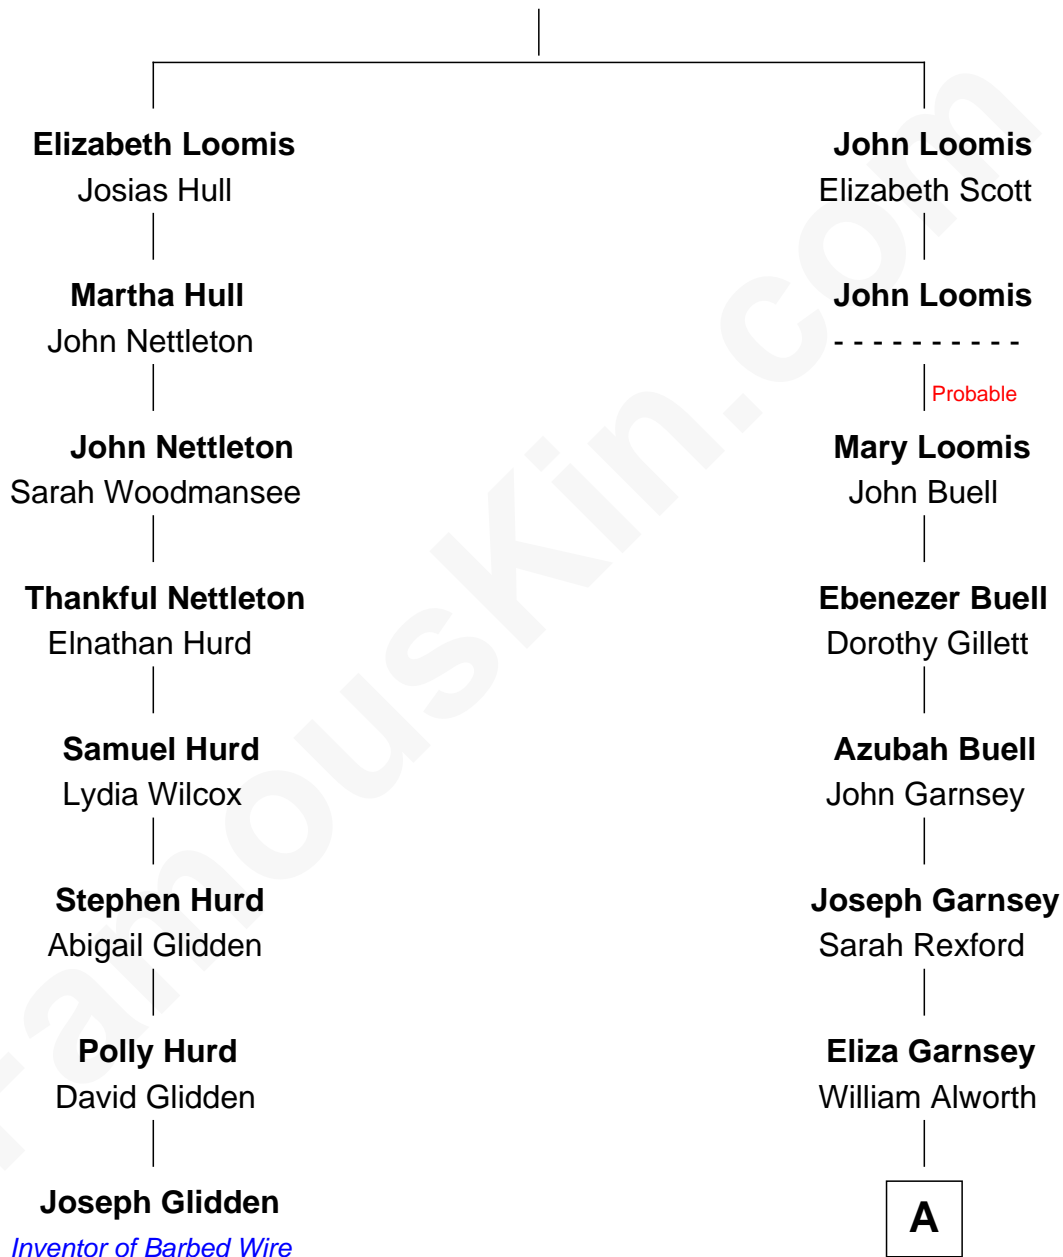 Elizabeth Loomis
Josias Hull
Martha Hull
John Nettleton
John Nettleton
Sarah Woodmansee
Thankful Nettleton
Elnathan Hurd
Samuel Hurd
Lydia Wilcox
Stephen Hurd
Abigail Glidden
Polly Hurd
David Glidden
Joseph Glidden
Inventor of Barbed Wire
John Loomis
Elizabeth Scott
John Loomis
- - - - - - - - - -
Probable
Mary Loomis
John Buell
Ebenezer Buell
Dorothy Gillett
Azubah Buell
John Garnsey
Joseph Garnsey
Sarah Rexford
Eliza Garnsey
William Alworth
A
FamousKin.com